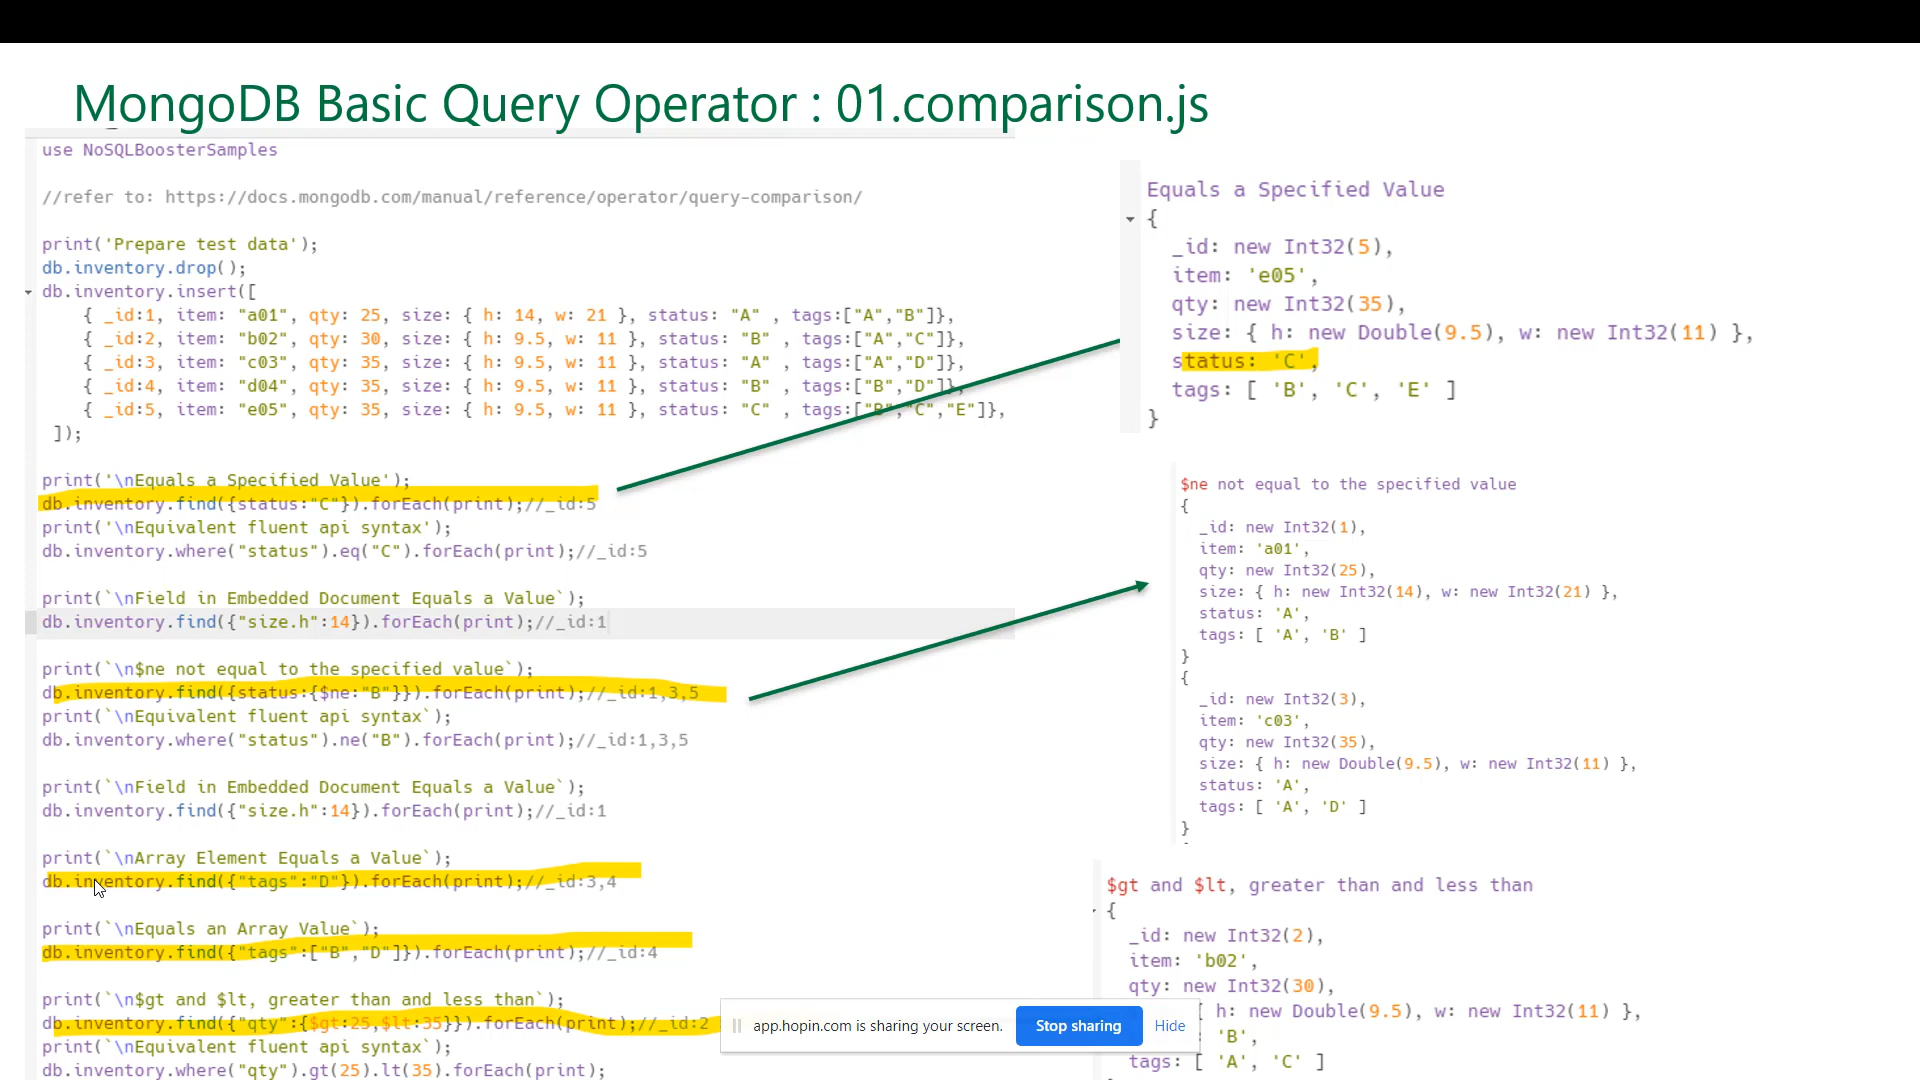 MongoDB Basic Query Operator : 01.comparison.js
use NoSQLBoosterSamples
//refer to: https://docs.mongodb.com/manual/reference/operator/query-comparison/
print('Prepare test data');
db.inventory.drop();
db.inventory.insert([
{ _id:1, item: "a01", qty: 25, size: { h: 14, w: 21 }, status: "A" , tags:["A","B"]},
{ _id:2, item: "b02", qty: 30, size: { h: 9.5, w: 11 }, status: "B" , tags:["A","C"]},
{ _id:3, item: "c03", qty: 35, size: { h: 9.5, w: 11 }, status: "A" , tags:["A","D"]},
{ _id:4, item: "d04", qty: 35, size: { h: 9.5, w: 11 }, status: "B" , tags:["B","D"]},
{ _id:5, item: "e05", qty: 35, size: { h: 9.5, w: 11 }, status: "C" , tags:["B","C","E"]},
]);
print('\nEquals a Specified Value');
db.inventory.find({status:"C"}).forEach(print);//_id:5
print('\nEquivalent fluent api syntax');
db.inventory.where("status").eq("C").forEach(print);//_id:5
print(`\nField in Embedded Document Equals a Value`);
db.inventory.find({"size.h":14}).forEach(print);//_id:1
print(`\n$ne not equal to the specified value`);
db.inventory.find({status:{$ne:"B"}}).forEach(print);//_id:1,3,5
print(`\nEquivalent fluent api syntax`);
db.inventory.where("status").ne("B").forEach(print);//_id:1,3,5
print(`\nField in Embedded Document Equals a Value`);
db.inventory.find({"size.h":14}).forEach(print);//_id:1
print(`\nArray Element Equals a Value`);
db.inventory.find({"tags":"D"}).forEach(print);//_id:3,4
print(`\nEquals an Array Value`);
db.inventory.find({"tags":["B","D"]}).forEach(print);//_id:4
print(`\n$gt and $lt, greater than and less than`);
db.inventory.find({"qty":{$gt:25,$lt:35}}).forEach(print);//_id:2
print(`\nEquivalent fluent api syntax`);
db.inventory.where("qty").gt(25).lt(35).forEach(print);
Equals a Specified Value
{
_id: new Int32(5),
item: 'e05',
qty: new Int32(35),
size: { h: new Double(9.5), w: new Int32(11) },
status: 'C',
tags: [ 'B', 'C', 'E' ]
}
$ne not equal to the specified value
{
_id: new Int32(1),
item: 'a01',
qty: new Int32(25),
size: { h: new Int32(14), w: new Int32(21) },
status: 'A',
tags: [ 'A', 'B' ]
}
{
_id: new Int32(3),
item: 'c03',
qty: new Int32(35),
size: { h: new Double(9.5), w: new Int32(11) },
status: 'A',
tags: [ 'A', 'D' ]
}
$gt and $lt, greater than and less than
{
_id: new Int32(2),
item: 'b02',
qty: new Int32(30),
{ h: new Double(9.5), w: new Int32(11) },
'B',
tags: [ 'A', 'C' ]
app.hopin.com is sharing your screen.
Stop sharing
Hide